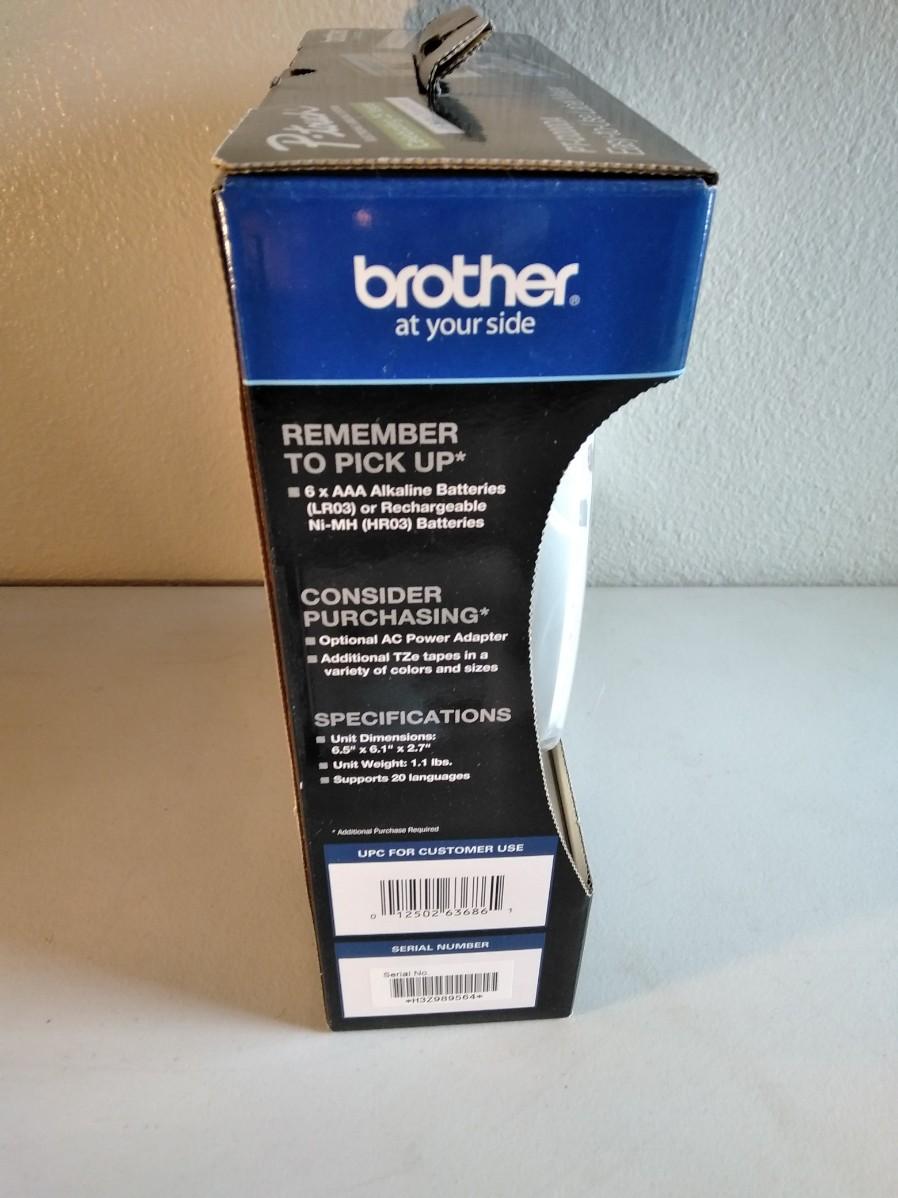 P-touch
brother®
at your side
REMEMBER
TO PICK UP*
6 x AAA Alkaline Batteries
(LR03) or Rechargeable
Ni-MH (HR03) Batteries
CONSIDER
PURCHASING*
Optional AC Power Adapter
Additional TZe tapes in a
variety of colors and sizes
SPECIFICATIONS
Unit Dimensions:
6.5" x 6.1" x 2.7"
Unit Weight: 1.1 lbs.
Supports 20 languages
* Additional Purchase Required
UPC FOR CUSTOMER USE
0 12502 63686 1
SERIAL NUMBER
Serial No.
*H3Z989564*